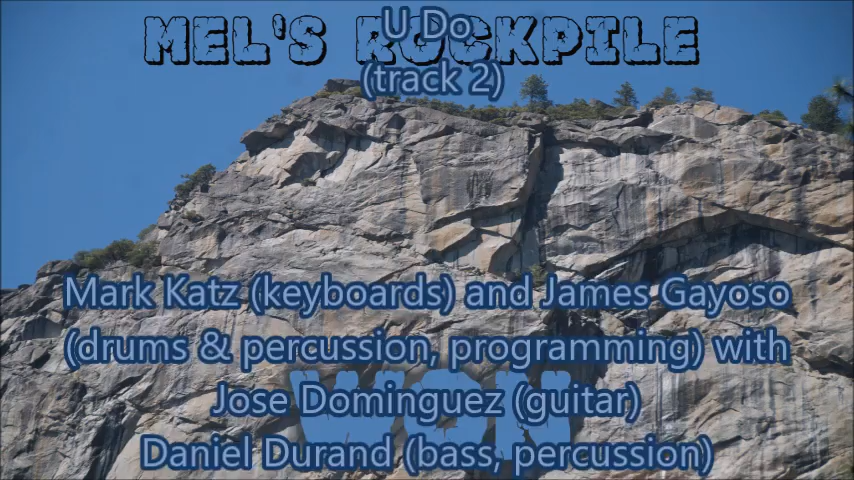 MEL'S ROCKPILE
U Do
(track 2)
Mark Katz (keyboards) and James Gayoso
(drums & percussion, programming) with
Jose Dominguez (guitar)
Daniel Durand (bass, percussion)